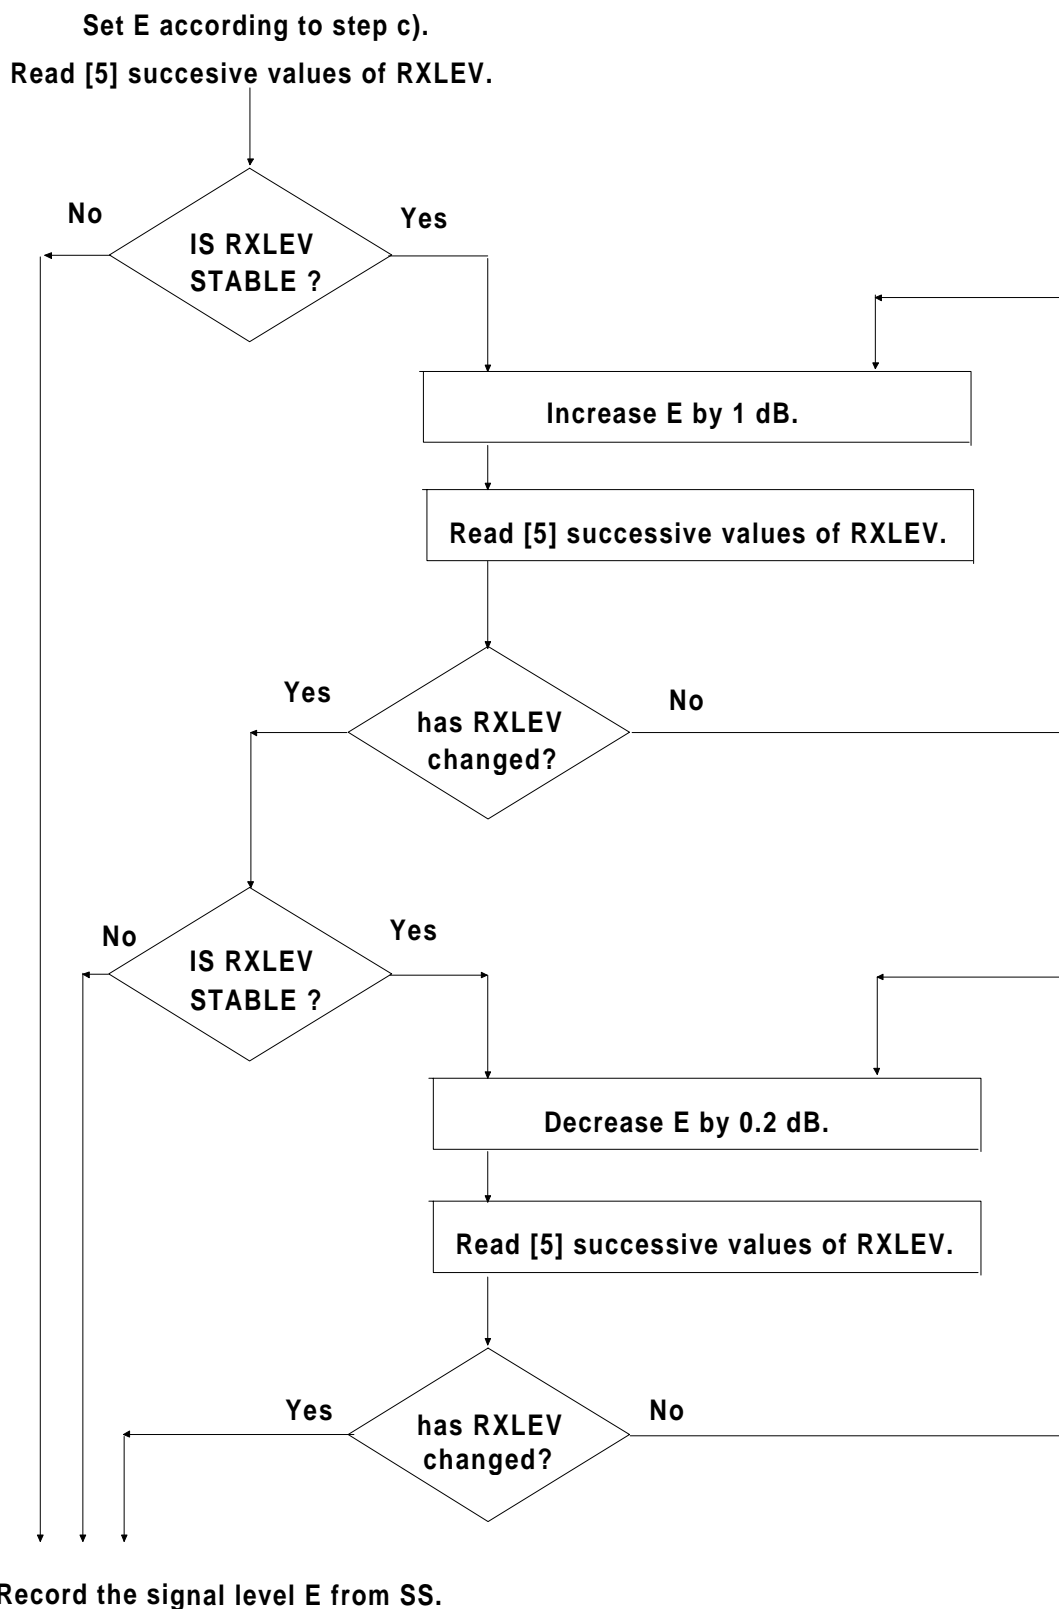 Set E according to step c).
Read [5] succesive values of RXLEV.
No
Yes
IS RXLEV
STABLE ?
Increase E by 1 dB.
Read [5] successive values of RXLEV.
Yes
No
has RXLEV
changed?
No
Yes
IS RXLEV
STABLE ?
Decrease E by 0.2 dB.
Read [5] successive values of RXLEV.
Yes
No
has RXLEV
changed?
Record the signal level E from SS.